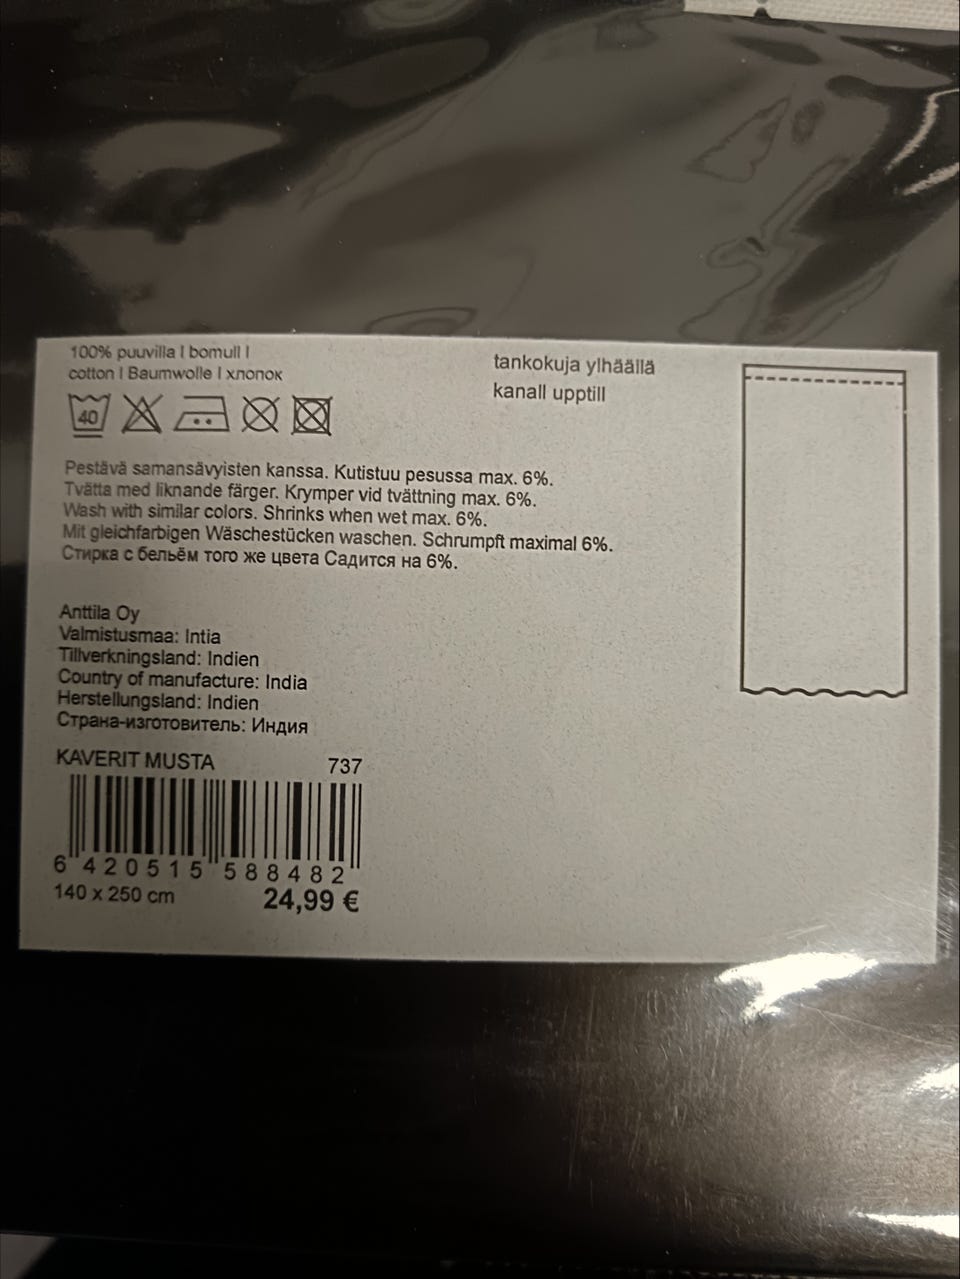 100% puuvilla I bomull I
cotton I Baumwolle I хлопок
40
tankokuja ylhäällä
kanall upptill
Pestävä samansävyisten kanssa. Kutistuu pesussa max. 6%.
Tvätta med liknande färger. Krymper vid tvättning max. 6%.
Wash with similar colors. Shrinks when wet max. 6%.
Mit gleichfarbigen Wäschestücken waschen. Schrumpft maximal 6%.
Стирка с бельём того же цвета Садится на 6%.
Anttila Oy
Valmistusmaa: Intia
Tillverkningsland: Indien
Country of manufacture: India
Herstellungsland: Indien
Страна-изготовитель: Индия
KAVERIT MUSTA 737
6 420515 588482
140 x 250 cm 24,99 €